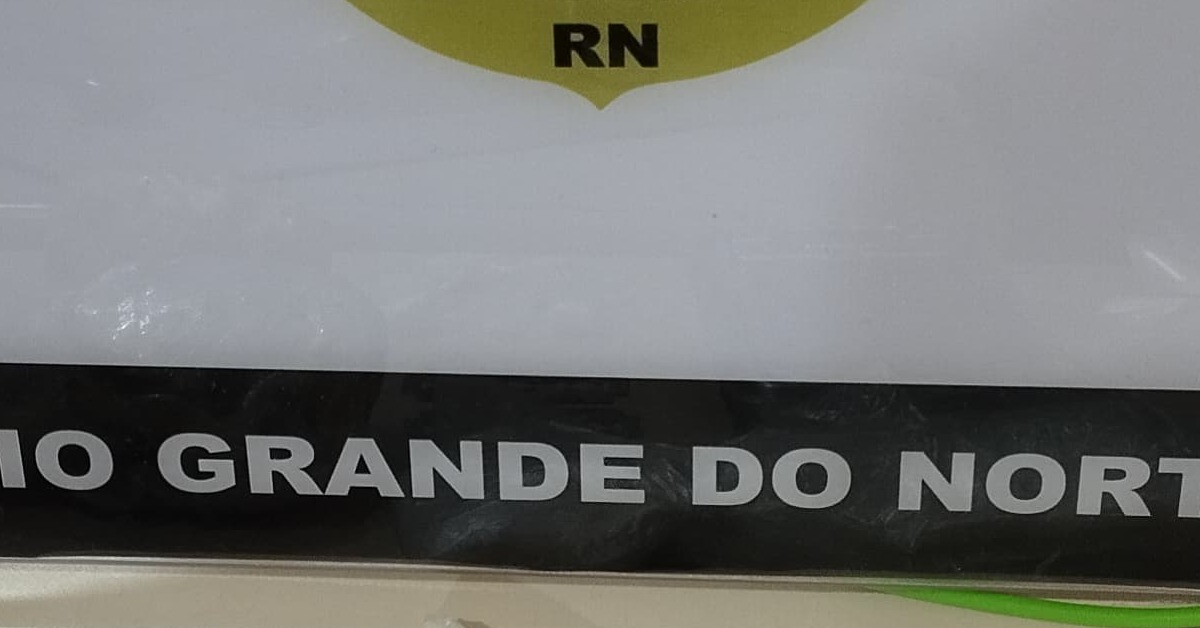 RN
IO GRANDE DO NORT